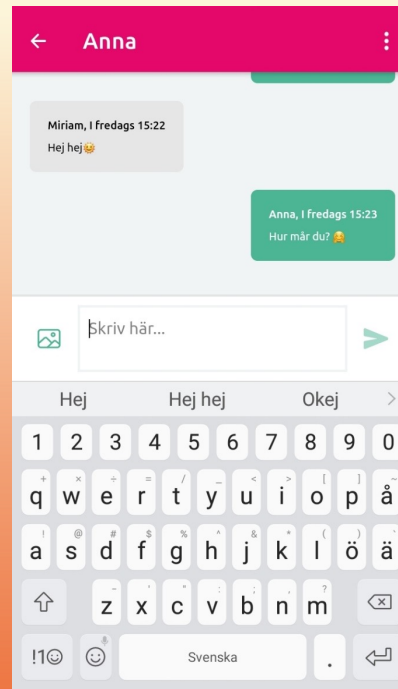 Anna
Miriam, I fredags 15:22
Hej hej😊
Anna, I fredags 15:23
Hur mår du? 🤗
Skriv här...
Hej Hej hej Okej
1 2 3 4 5 6 7 8 9 0
+ × ÷ = / _ < > [ ] ~
q w e r t y u i o p å
! @ # $ % ^ & * ( ) `
a s d f g h j k l ö ä
- ' " : ; , ?
z x c v b n m
!1☺ Svenska .